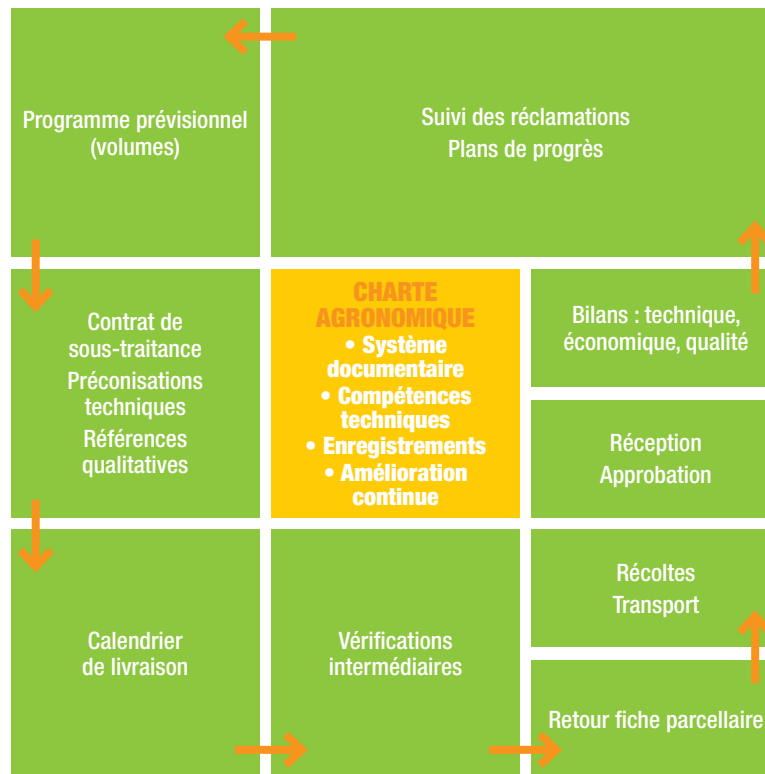 Programme prévisionnel
(volumes)
Suivi des réclamations
Plans de progrès
Contrat de
sous-traitance
Préconisations
techniques
Références
qualitatives
CHARTE
AGRONOMIQUE
• Système
documentaire
• Compétences
techniques
• Enregistrements
• Amélioration
continue
Bilans : technique,
économique, qualité
Réception
Approbation
Calendrier
de livraison
Vérifications
intermédiaires
Récoltes
Transport
Retour fiche parcellaire